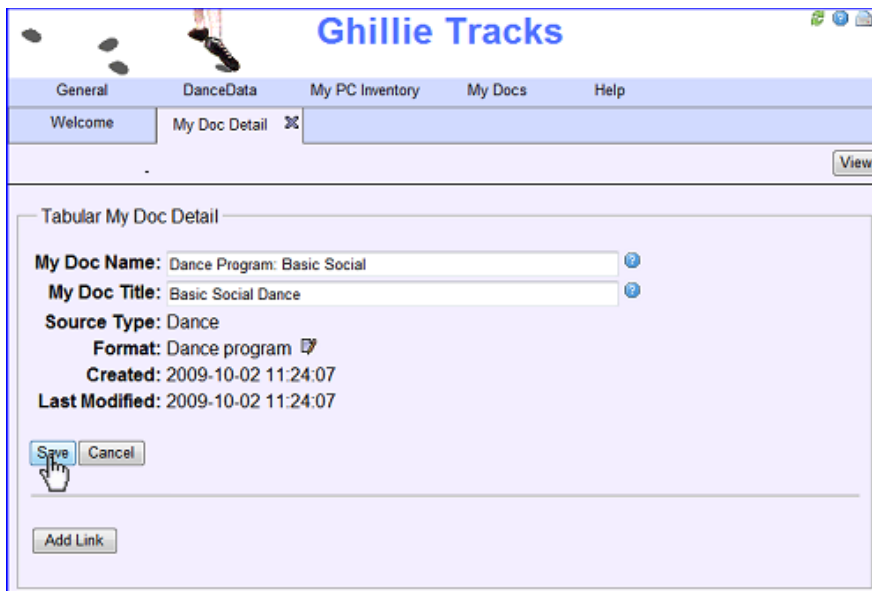 Ghillie Tracks
General DanceData My PC Inventory My Docs Help
Welcome My Doc Detail
View
Tabular My Doc Detail
My Doc Name: Dance Program: Basic Social
My Doc Title: Basic Social Dance
Source Type: Dance
Format: Dance program
Created: 2009-10-02 11:24:07
Last Modified: 2009-10-02 11:24:07
Save Cancel
Add Link